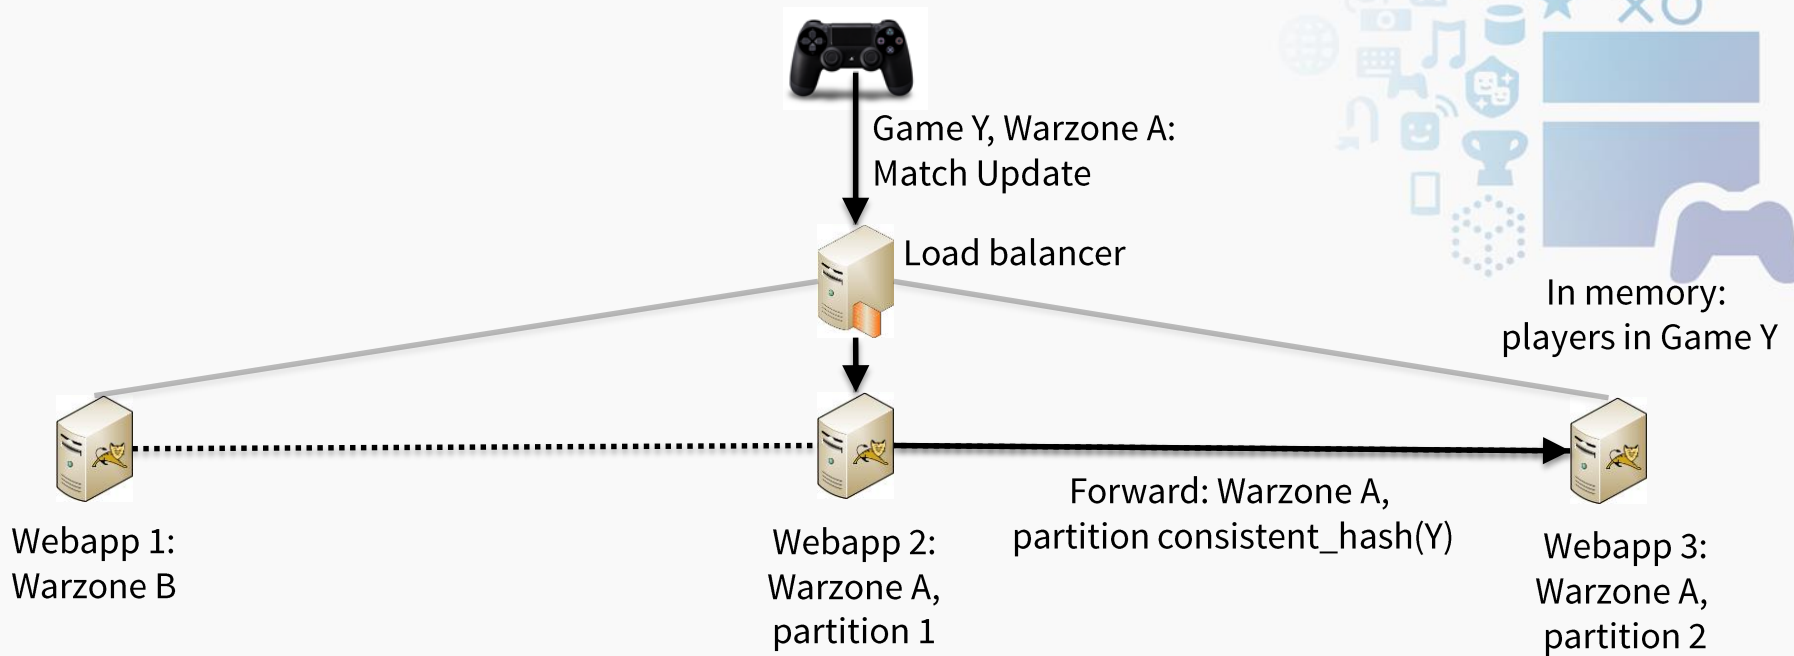 Game Y, Warzone A:
Match Update
Load balancer
In memory:
players in Game Y
Forward: Warzone A,
partition consistent_hash(Y)
Webapp 1:
Warzone B
Webapp 2:
Warzone A,
partition 1
Webapp 3:
Warzone A,
partition 2